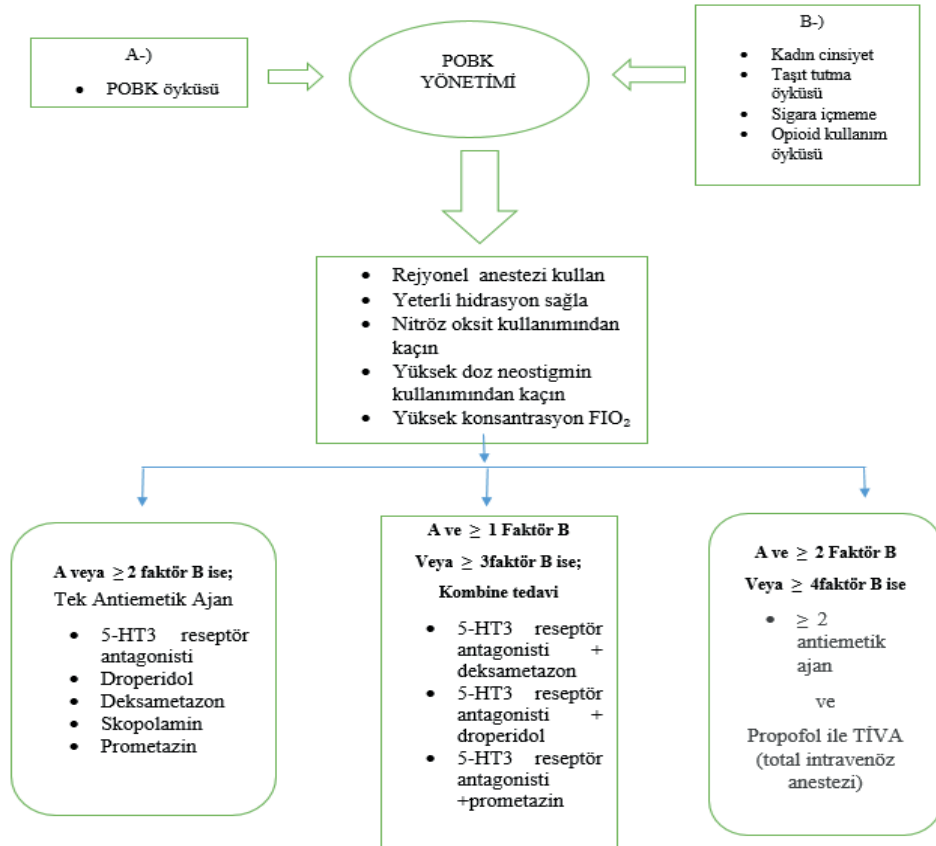 A-)
• POBK öyküsü
POBK
YÖNETİMİ
B-)
• Kadın cinsiyet
• Taşıt tutma
öyküsü
• Sigara içmeme
• Opioid kullanım
öyküsü
• Rejyonel anestezi kullan
• Yeterli hidrasyon sağla
• Nitröz oksit kullanımından
kaçın
• Yüksek doz neostigmin
kullanımından kaçın
• Yüksek konsantrasyon FIO₂
A veya ≥ 2 faktör B ise;
Tek Antiemetik Ajan
• 5-HT3 reseptör
antagonisti
• Droperidol
• Deksametazon
• Skopolamin
• Prometazin
A ve ≥ 1 Faktör B
Veya ≥ 3faktör B ise;
Kombine tedavi
• 5-HT3 reseptör
antagonisti +
deksametazon
• 5-HT3 reseptör
antagonisti +
droperidol
• 5-HT3 reseptör
antagonisti
+prometazin
A ve ≥ 2 Faktör B
Veya ≥ 4faktör B ise
• ≥ 2
antiemetik
ajan
ve
Propofol ile TİVA
(total intravenöz
anestezi)